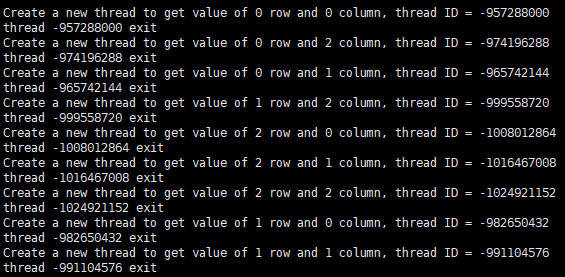 Create a new thread to get value of 0 row and 0 column, thread ID = -957288000
thread -957288000 exit
Create a new thread to get value of 0 row and 2 column, thread ID = -974196288
thread -974196288 exit
Create a new thread to get value of 0 row and 1 column, thread ID = -965742144
thread -965742144 exit
Create a new thread to get value of 1 row and 2 column, thread ID = -999558720
thread -999558720 exit
Create a new thread to get value of 2 row and 0 column, thread ID = -1008012864
thread -1008012864 exit
Create a new thread to get value of 2 row and 1 column, thread ID = -1016467008
thread -1016467008 exit
Create a new thread to get value of 2 row and 2 column, thread ID = -1024921152
thread -1024921152 exit
Create a new thread to get value of 1 row and 0 column, thread ID = -982650432
thread -982650432 exit
Create a new thread to get value of 1 row and 1 column, thread ID = -991104576
thread -991104576 exit